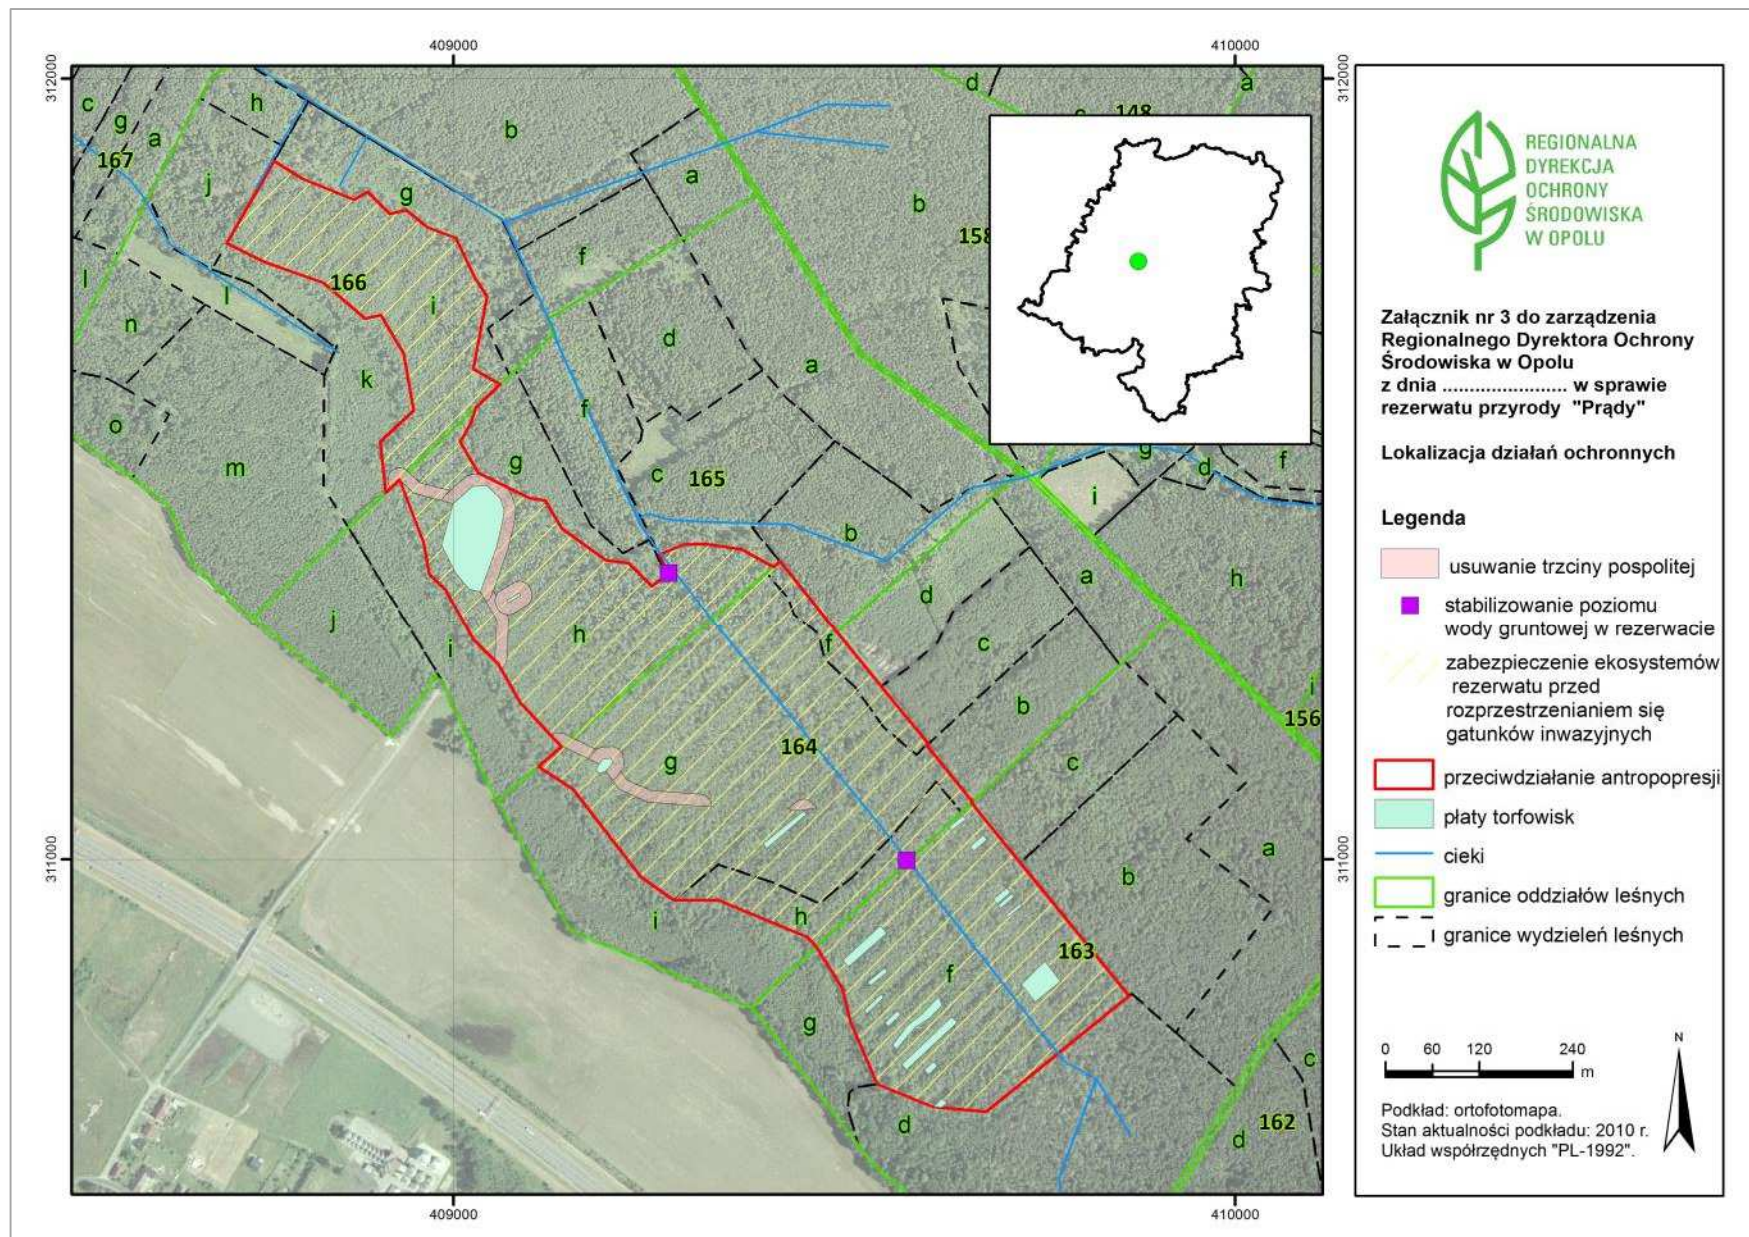 409000
410000
312000
312000
c
g
a
h
167
j
b
g
d
a
148
a
b
158
f
166
i
l
l
n
d
a
k
o
m
f
g
c
165
b
g
d
f
i
a
h
d
c
f
j
i
h
b
i
156
164
g
c
311000
311000
a
b
i
h
163
f
g
d
c
162
d
409000
410000
REGIONALNA
DYREKCJA
OCHRONY
ŚRODOWISKA
W OPOLU
Załącznik nr 3 do zarządzenia
Regionalnego Dyrektora Ochrony
Środowiska w Opolu
z dnia ....................... w sprawie
rezerwatu przyrody "Prądy"
Lokalizacja działań ochronnych
Legenda
usuwanie trzciny pospolitej
stabilizowanie poziomu
wody gruntowej w rezerwacie
zabezpieczenie ekosystemów
rezerwatu przed
rozprzestrzenianiem się
gatunków inwazyjnych
przeciwdziałanie antropopresji
płaty torfowisk
cieki
granice oddziałów leśnych
granice wydzieleń leśnych
0 60 120 240
m
N
Podkład: ortofotomapa.
Stan aktualności podkładu: 2010 r.
Układ współrzędnych "PL-1992".